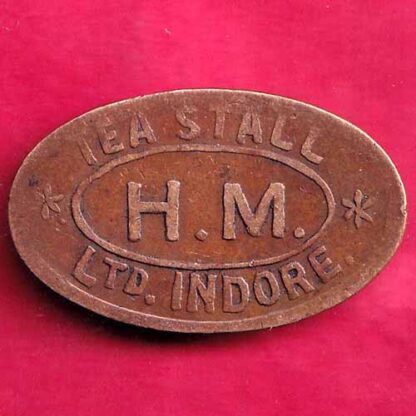 TEA STALL
H.M.
LTD. INDORE.